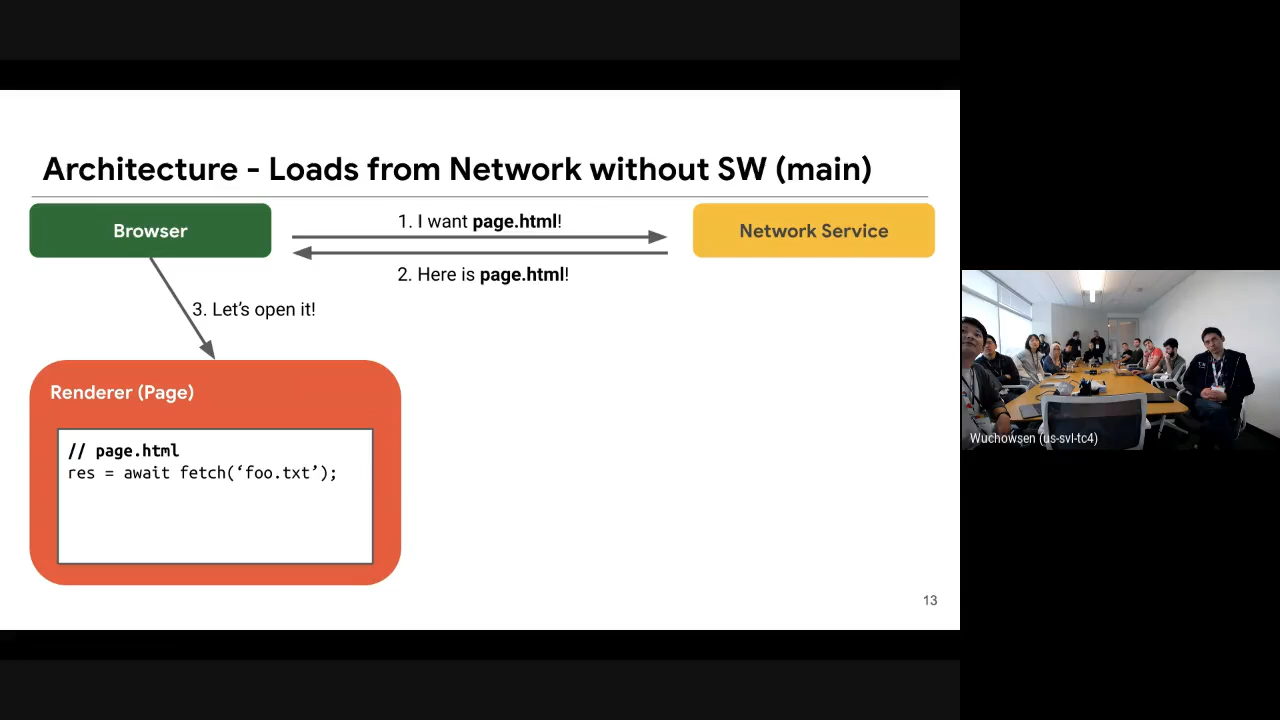 Architecture - Loads from Network without SW (main)
Browser
1. I want page.html!
Network Service
2. Here is page.html!
3. Let’s open it!
Renderer (Page)
// page.html
res = await fetch(‘foo.txt’);
13
Wuchowsen (us-svl-tc4)